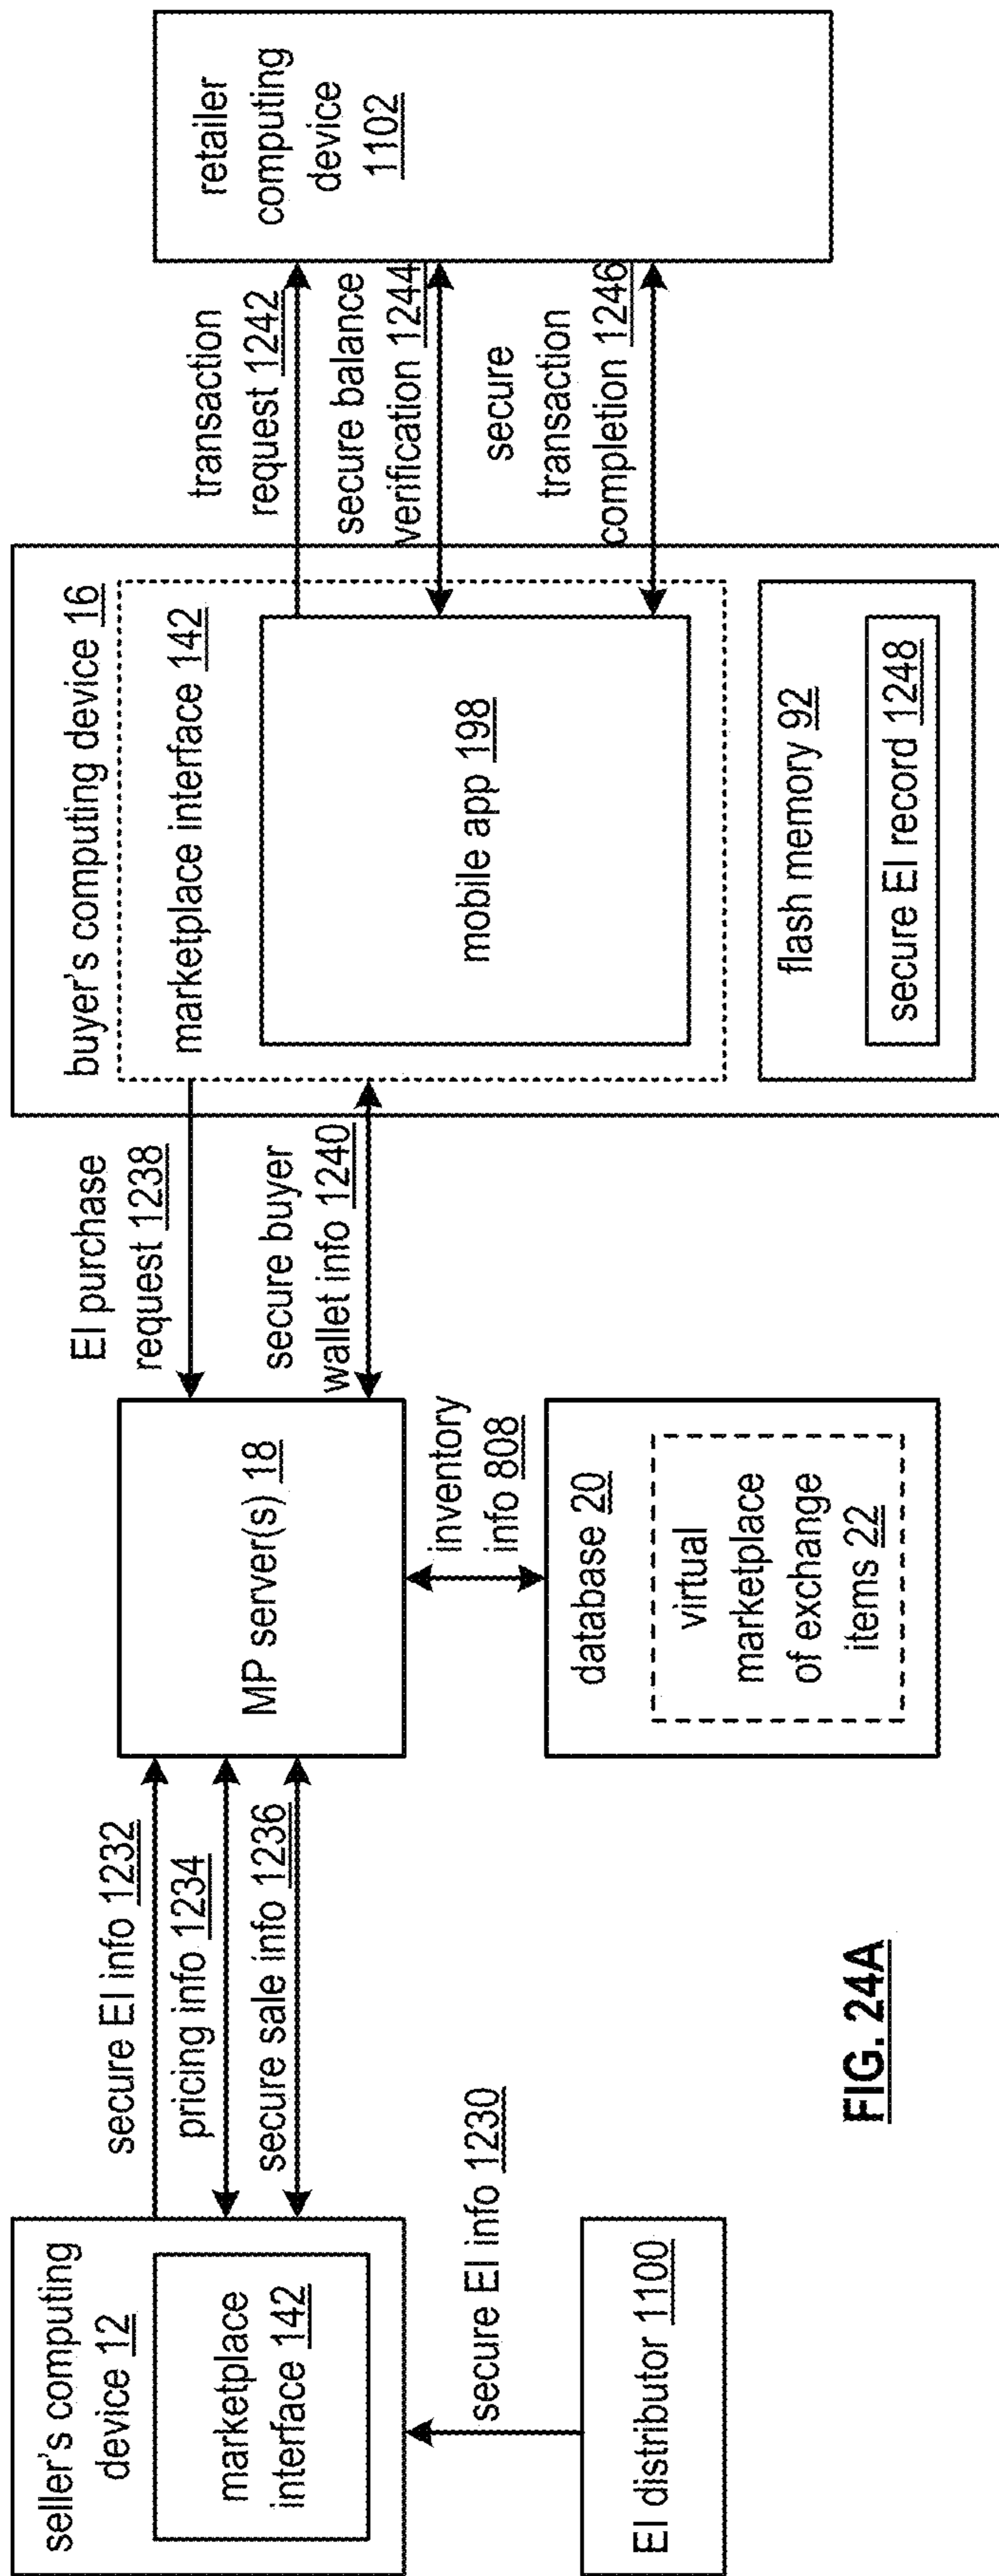 seller's computing
device 12
marketplace
interface 142
EI distributor 1100
secure EI info 1230
secure EI info 1232
pricing info 1234
secure sale info 1236
MP server(s) 18
inventory
info 808
database 20
virtual
marketplace
of exchange
items 22
EI purchase
request 1238
secure buyer
wallet info 1240
buyer's computing device 16
marketplace interface 142
mobile app 198
flash memory 92
secure EI record 1248
transaction
request 1242
secure balance
verification 1244
secure
transaction
completion 1246
retailer
computing
device
1102
FIG. 24A